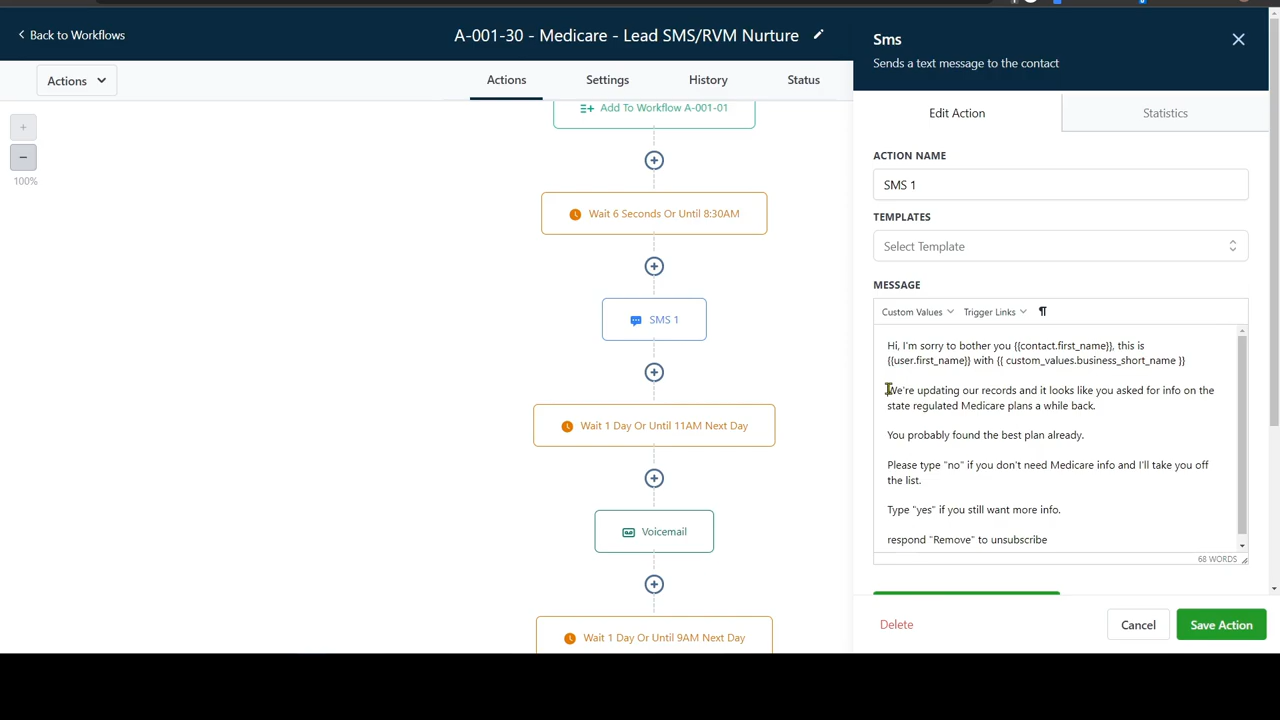 Back to Workflows
A-001-30 - Medicare - Lead SMS/RVM Nurture
Actions
Actions
Settings
History
Status
100%
Add To Workflow A-001-01
Wait 6 Seconds Or Until 8:30AM
SMS 1
Wait 1 Day Or Until 11AM Next Day
Voicemail
Wait 1 Day Or Until 9AM Next Day
Sms
Sends a text message to the contact
Edit Action
Statistics
ACTION NAME
SMS 1
TEMPLATES
Select Template
MESSAGE
Custom Values
Trigger Links
¶
Hi, I'm sorry to bother you {{contact.first_name}}, this is
{{user.first_name}} with {{ custom_values.business_short_name }}
We're updating our records and it looks like you asked for info on the
state regulated Medicare plans a while back.
You probably found the best plan already.
Please type "no" if you don't need Medicare info and I'll take you off
the list.
Type "yes" if you still want more info.
respond "Remove" to unsubscribe
68 WORDS
Delete
Cancel
Save Action